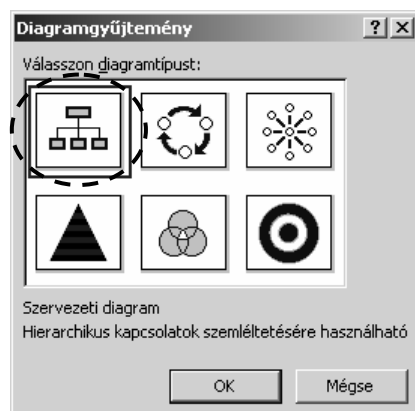 Diagramgyűjtemény
Válasszon diagramtípust:
Szervezeti diagram
Hierarchikus kapcsolatok szemléltetésére használható
OK
Mégse